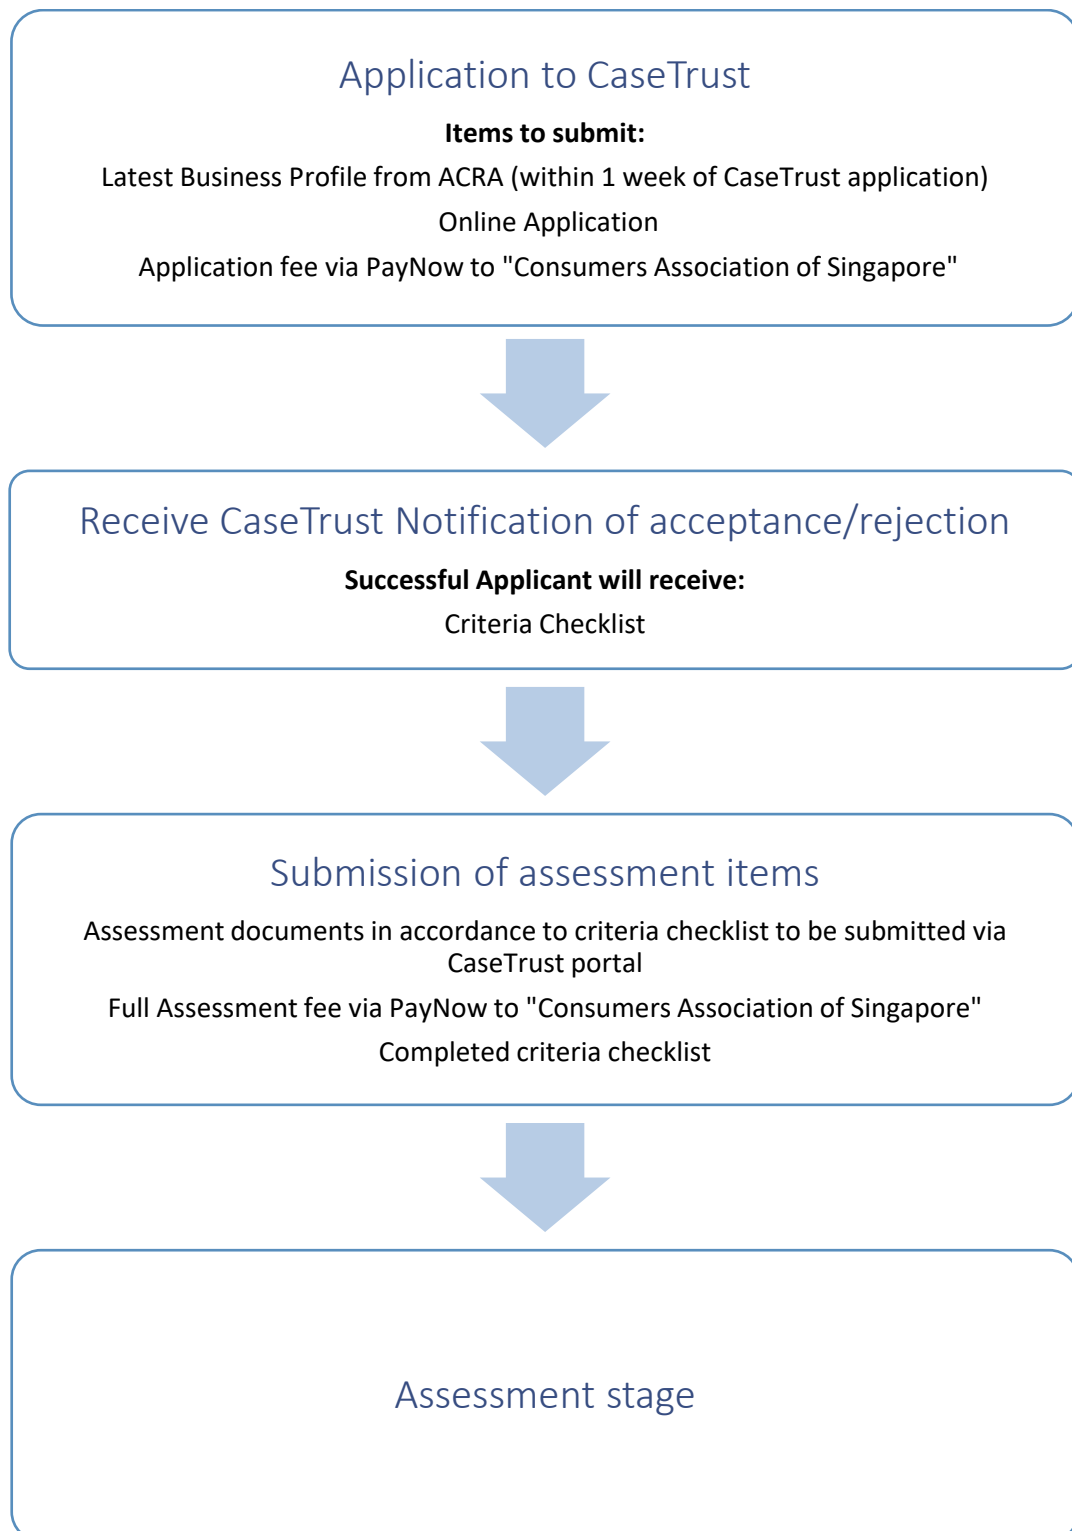 Application to CaseTrust
Items to submit:
Latest Business Profile from ACRA (within 1 week of CaseTrust application)
Online Application
Application fee via PayNow to "Consumers Association of Singapore"
Receive CaseTrust Notification of acceptance/rejection
Successful Applicant will receive:
Criteria Checklist
Submission of assessment items
Assessment documents in accordance to criteria checklist to be submitted via
CaseTrust portal
Full Assessment fee via PayNow to "Consumers Association of Singapore"
Completed criteria checklist
Assessment stage